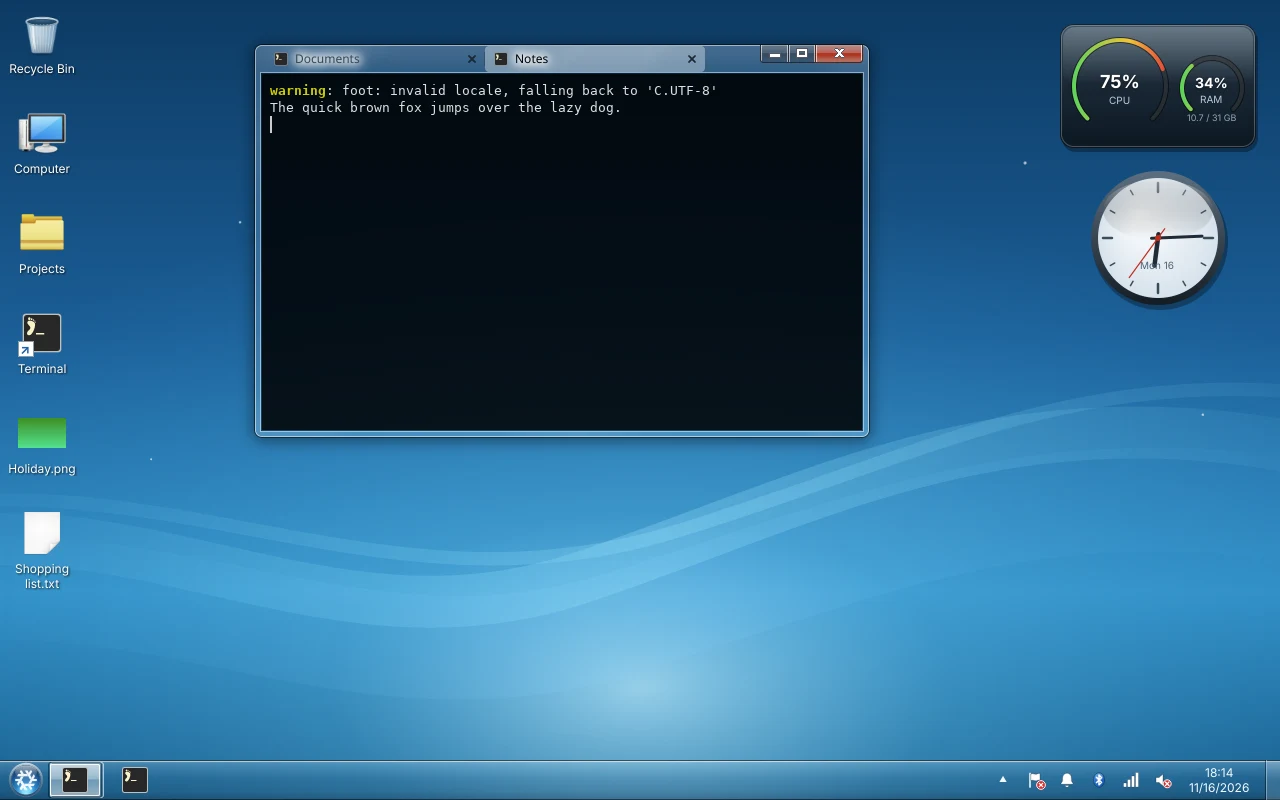 Recycle Bin
Computer
Projects
Terminal
Holiday.png
Shopping
list.txt
Documents
Notes
warning: foot: invalid locale, falling back to 'C.UTF-8'
The quick brown fox jumps over the lazy dog.
75%
CPU
34%
RAM
10.7 / 31 GB
Mon 16
18:14
11/16/2026